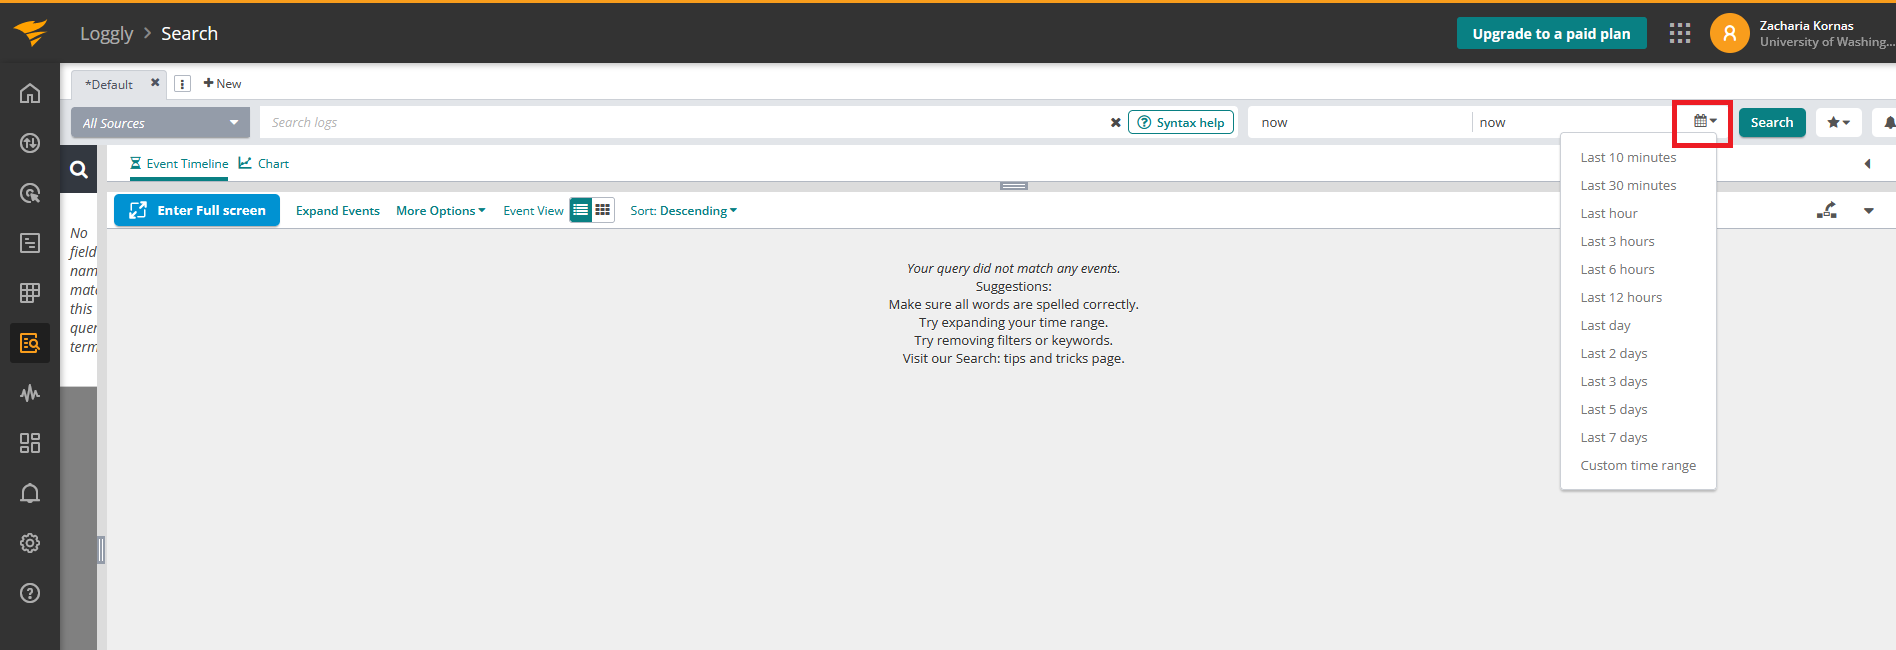 Loggly > Search
Upgrade to a paid plan
Zacharia Kornas
University of Washing...
*Default
New
All Sources
Search logs
Syntax help
now
now
Search
Event Timeline
Chart
Enter Full screen
Expand Events
More Options
Event View
Sort: Descending
No
field
nam
mat
this
quer
term
Your query did not match any events.
Suggestions:
Make sure all words are spelled correctly.
Try expanding your time range.
Try removing filters or keywords.
Visit our Search: tips and tricks page.
Last 10 minutes
Last 30 minutes
Last hour
Last 3 hours
Last 6 hours
Last 12 hours
Last day
Last 2 days
Last 3 days
Last 5 days
Last 7 days
Custom time range